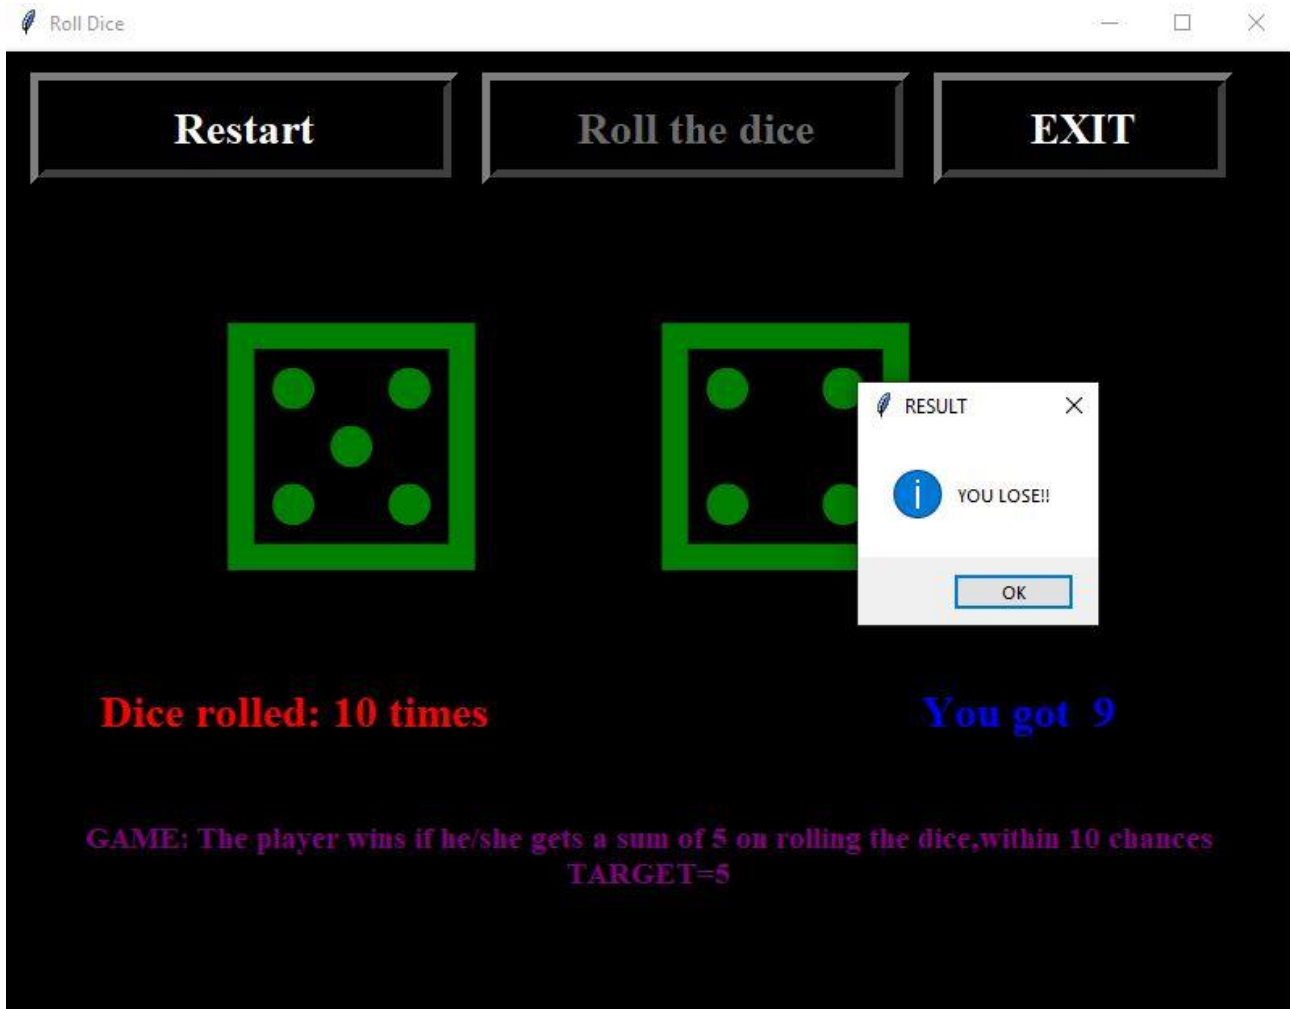 Roll Dice
Restart
Roll the dice
EXIT
RESULT
YOU LOSE!!
OK
Dice rolled: 10 times
You got  9
GAME: The player wins if he/she gets a sum of 5 on rolling the dice,within 10 chances
TARGET=5